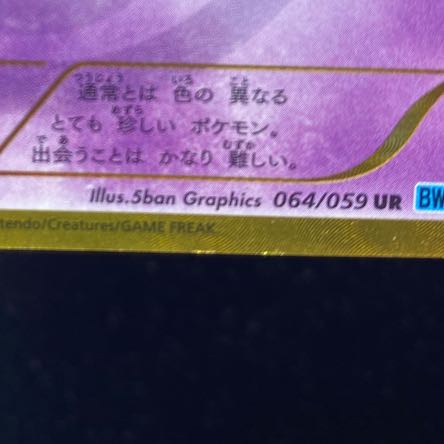 通常とは 色の 異なる
とても 珍しい ポケモン。
出会うことは かなり 難しい。
Illus.5ban Graphics 064/059 UR BW
ntendo/Creatures/GAME FREAK